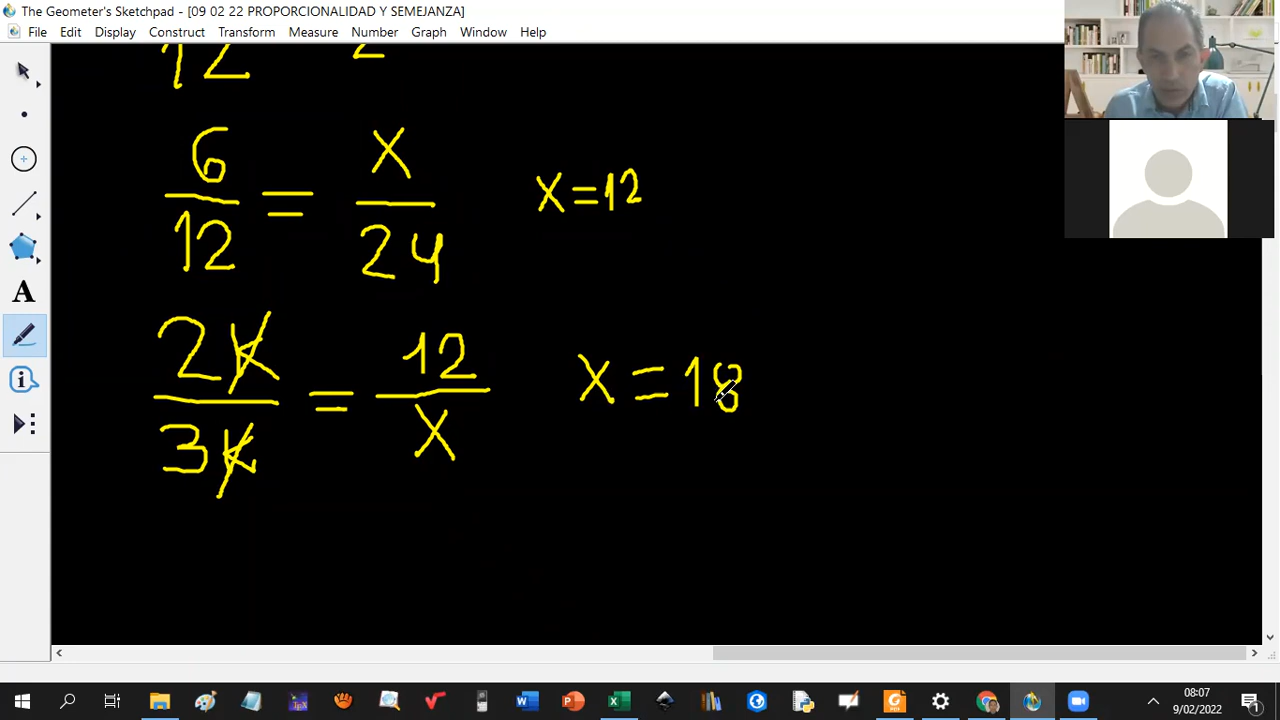 The Geometer's Sketchpad - [09 02 22 PROPORCIONALIDAD Y SEMEJANZA]
File Edit Display Construct Transform Measure Number Graph Window Help
12
6/12 = x/24 x=12
2k/3k = 12/x x=18
A
08:07
9/02/2022